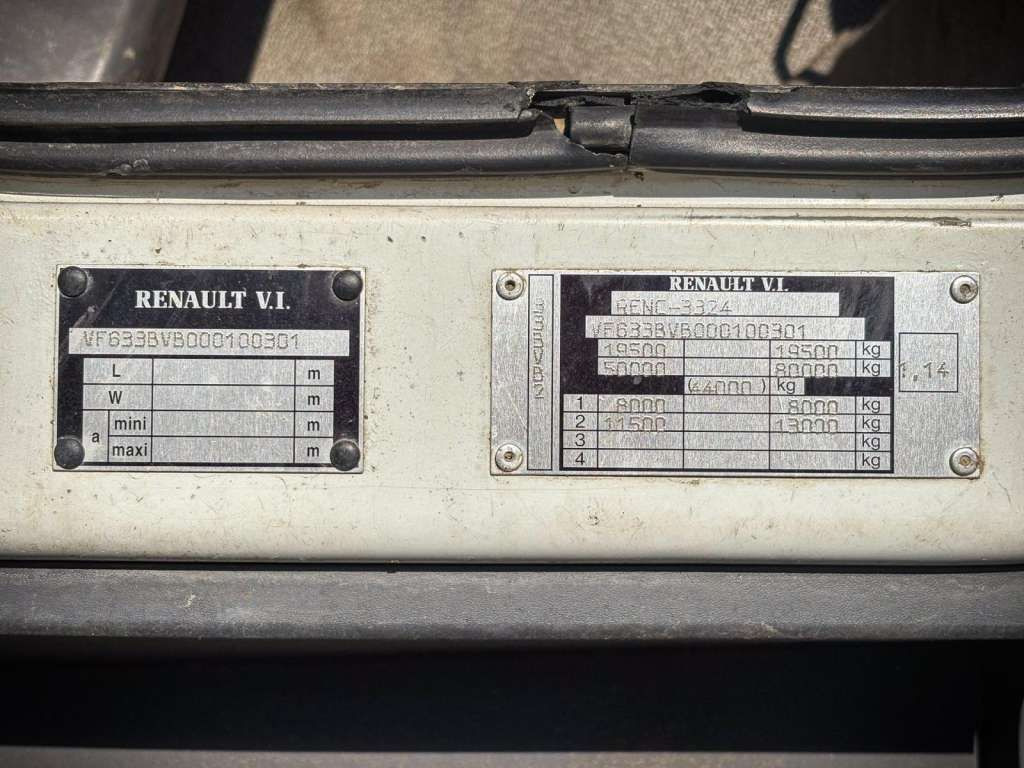 RENAULT V.I.
VF633BVB000100301
L m
W m
a mini m
maxi m
33BVB2
RENAULT V.I.
RENC-3324
VF633BVB000100301
19500 19500 kg
50000 80000 kg
(44000) kg
1 8000 8000 kg
2 11500 13000 kg
3 kg
4 kg
1,14